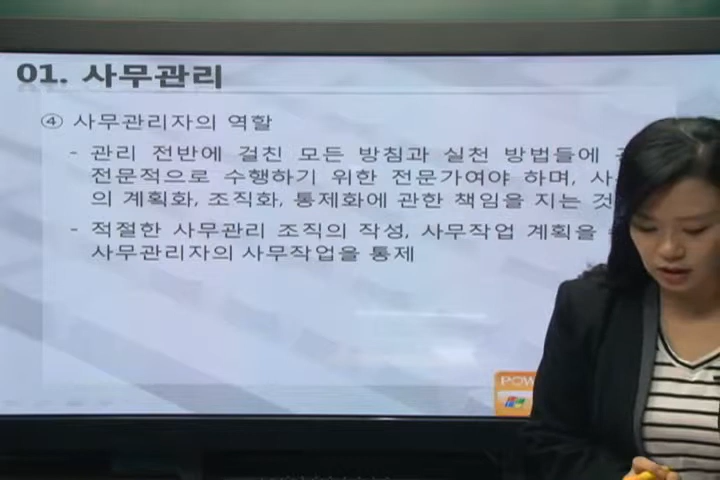 01. 사무관리
④ 사무관리자의 역할
- 관리 전반에 걸친 모든 방침과 실천 방법들에
전문적으로 수행하기 위한 전문가여야 하며,
의 계획화, 조직화, 통제화에 관한 책임을 지는 것
- 적절한 사무관리 조직의 작성, 사무작업 계획을
사무관리자의 사무작업을 통제